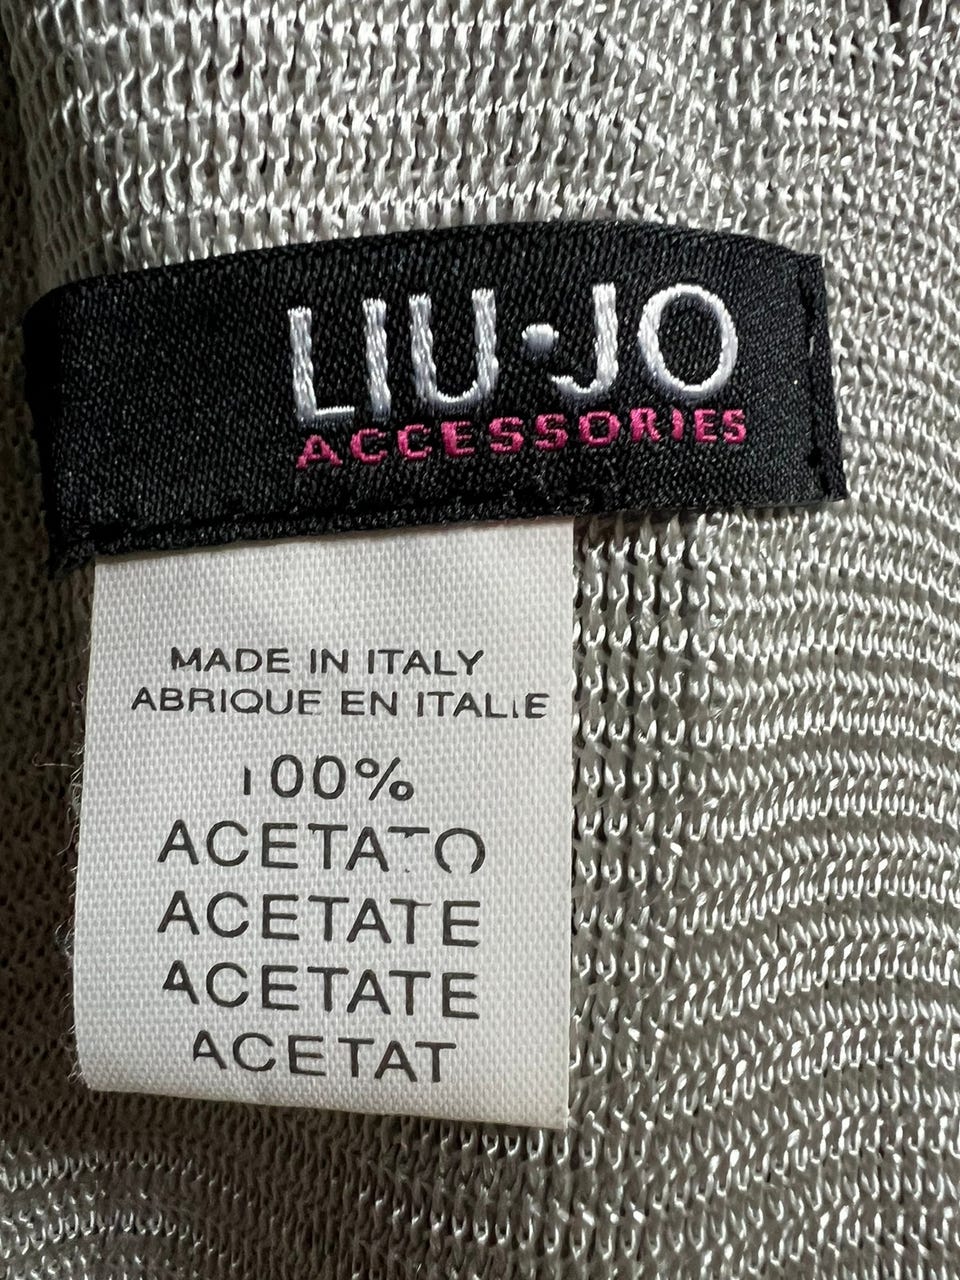 LIU·JO
ACCESSORIES
MADE IN ITALY
ABRIQUE EN ITALIE
100%
ACETATO
ACETATE
ACETATE
ACETAT